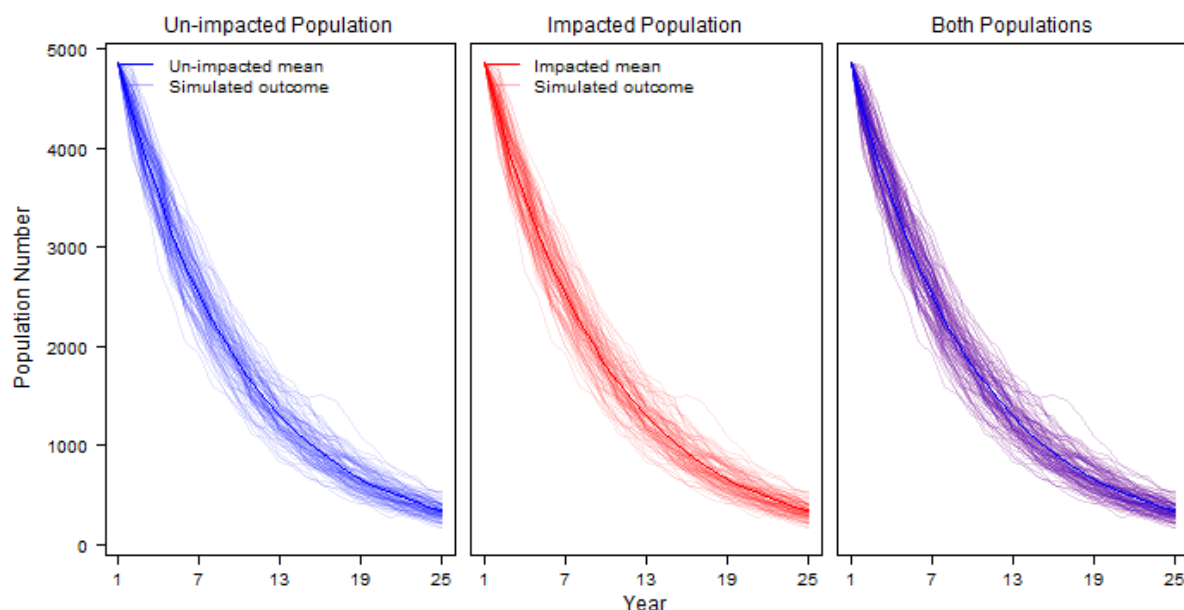 Un-impacted Population
Impacted Population
Both Populations
Un-impacted mean
Simulated outcome
Impacted mean
Simulated outcome
Population Number
5000
4000
3000
2000
1000
0
1 7 13 19 25
1 7 13 19 25
1 7 13 19 25
Year